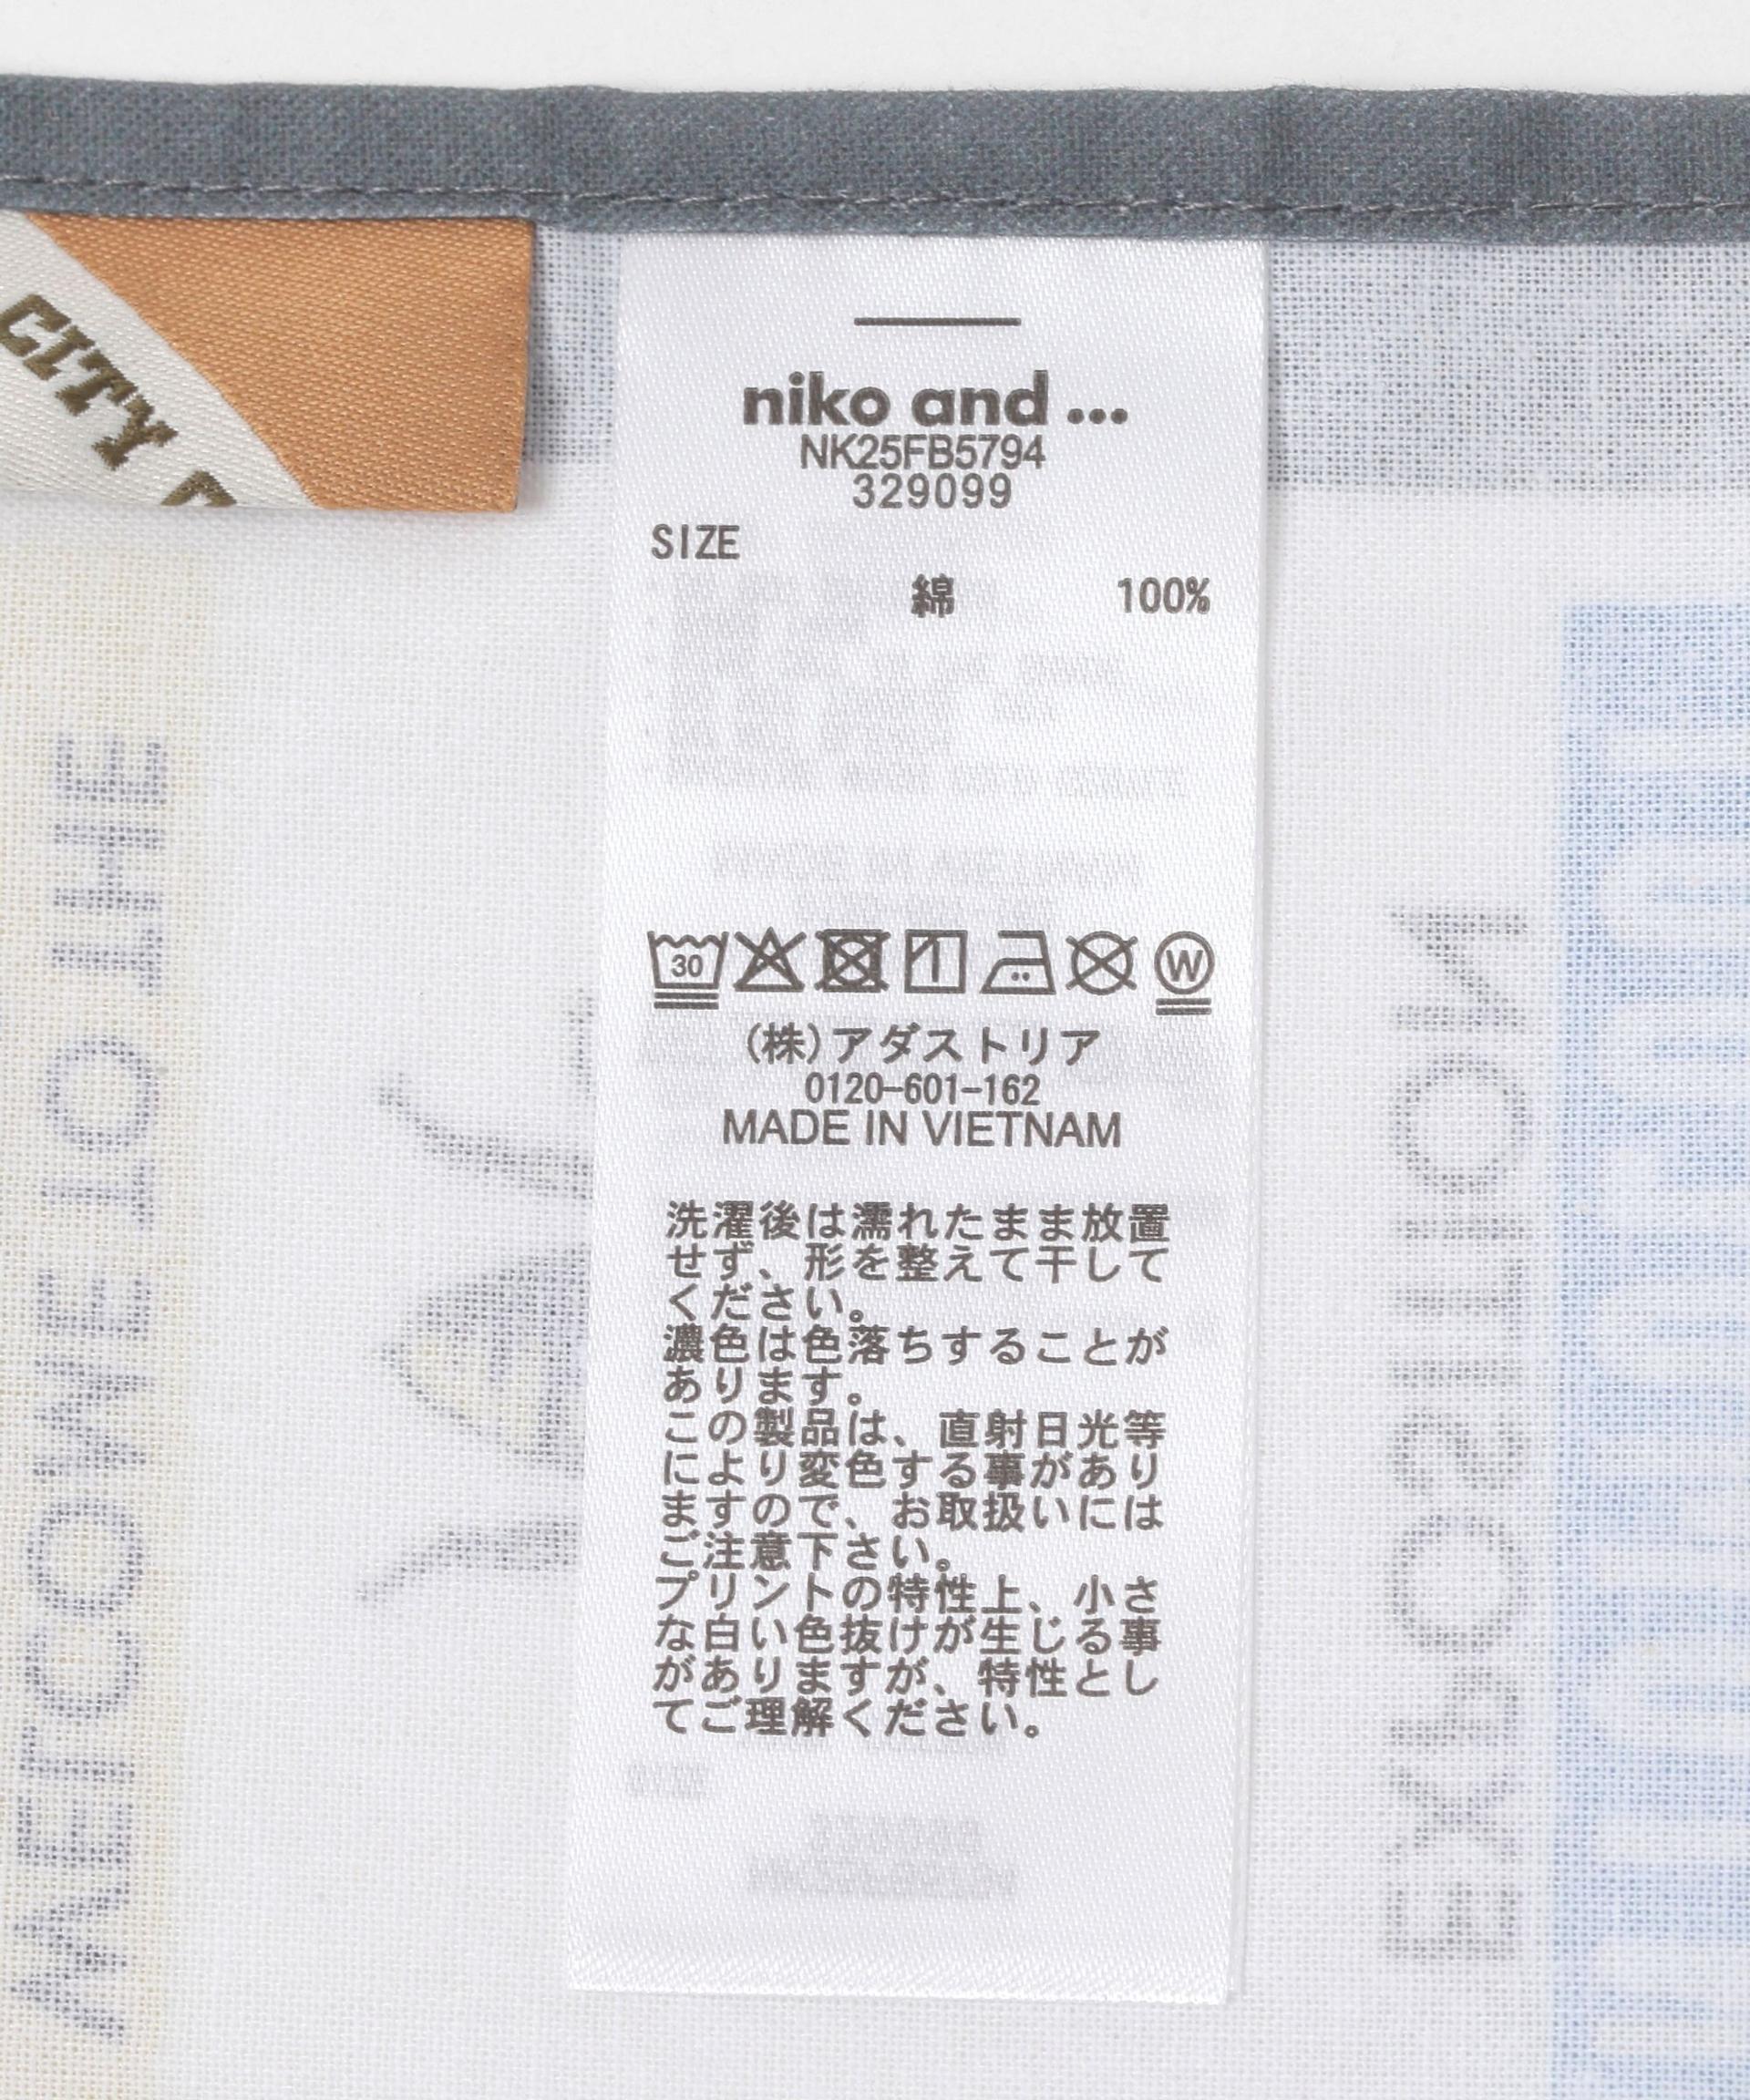 CITY
niko and ...
NK25FB5794
329099
SIZE
綿 100%
30
W
(株)アダストリア
0120-601-162
MADE IN VIETNAM
洗濯後は濡れたまま放置
せず、形を整えて干して
ください。
濃色は色落ちすることが
あります。
この製品は、直射日光等
により変色する事があり
ますので、お取扱いには
ご注意下さい。
プリントの特性上、小さ
な白い色抜けが生じる事
がありますが、特性とし
てご理解ください。
WELCOME TO THE
EXPOSITION